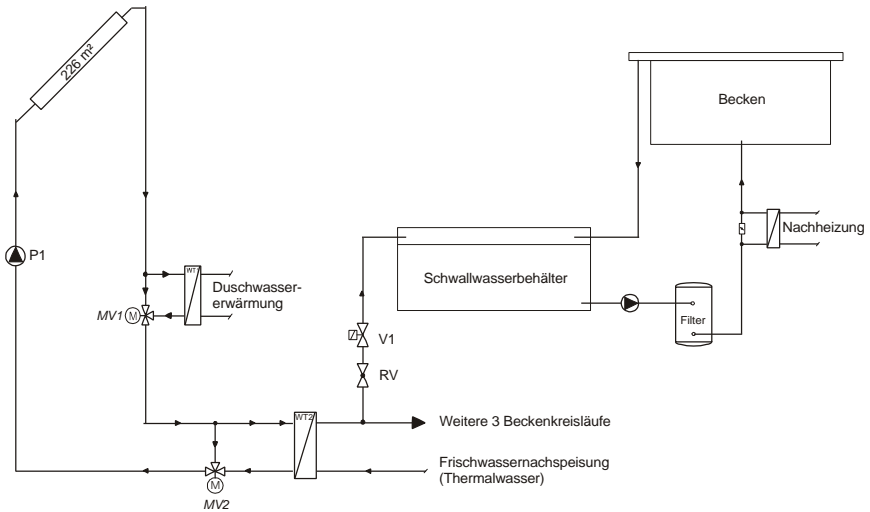 226 m²
Becken
P1
WT1
Duschwasser-
erwärmung
MV1
M
Schwallwasserbehälter
Nachheizung
Filter
V1
RV
WT2
Weitere 3 Beckenkreisläufe
Frischwassernachspeisung
(Thermalwasser)
M
MV2